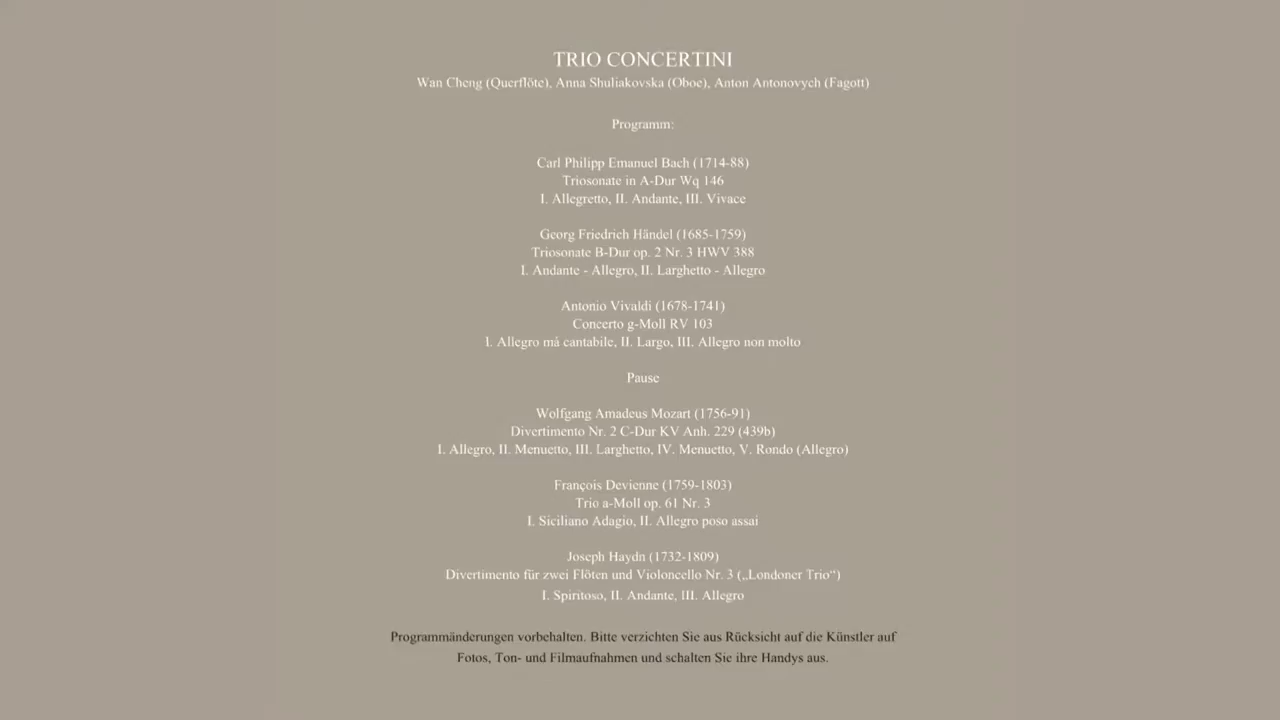 TRIO CONCERTINI
Wan Cheng (Querflöte), Anna Shuliakovska (Oboe), Anton Antonovych (Fagott)
Programm:
Carl Philipp Emanuel Bach (1714-88)
Triosonate in A-Dur Wq 146
I. Allegretto, II. Andante, III. Vivace
Georg Friedrich Händel (1685-1759)
Triosonate B-Dur op. 2 Nr. 3 HWV 388
I. Andante - Allegro, II. Larghetto - Allegro
Antonio Vivaldi (1678-1741)
Concerto g-Moll RV 103
I. Allegro má cantabile, II. Largo, III. Allegro non molto
Pause
Wolfgang Amadeus Mozart (1756-91)
Divertimento Nr. 2 C-Dur KV Anh. 229 (439b)
I. Allegro, II. Menuetto, III. Larghetto, IV. Menuetto, V. Rondo (Allegro)
François Devienne (1759-1803)
Trio a-Moll op. 61 Nr. 3
I. Siciliano Adagio, II. Allegro poso assai
Joseph Haydn (1732-1809)
Divertimento für zwei Flöten und Violoncello Nr. 3 („Londoner Trio“)
I. Spiritoso, II. Andante, III. Allegro
Programmänderungen vorbehalten. Bitte verzichten Sie aus Rücksicht auf die Künstler auf
Fotos, Ton- und Filmaufnahmen und schalten Sie ihre Handys aus.